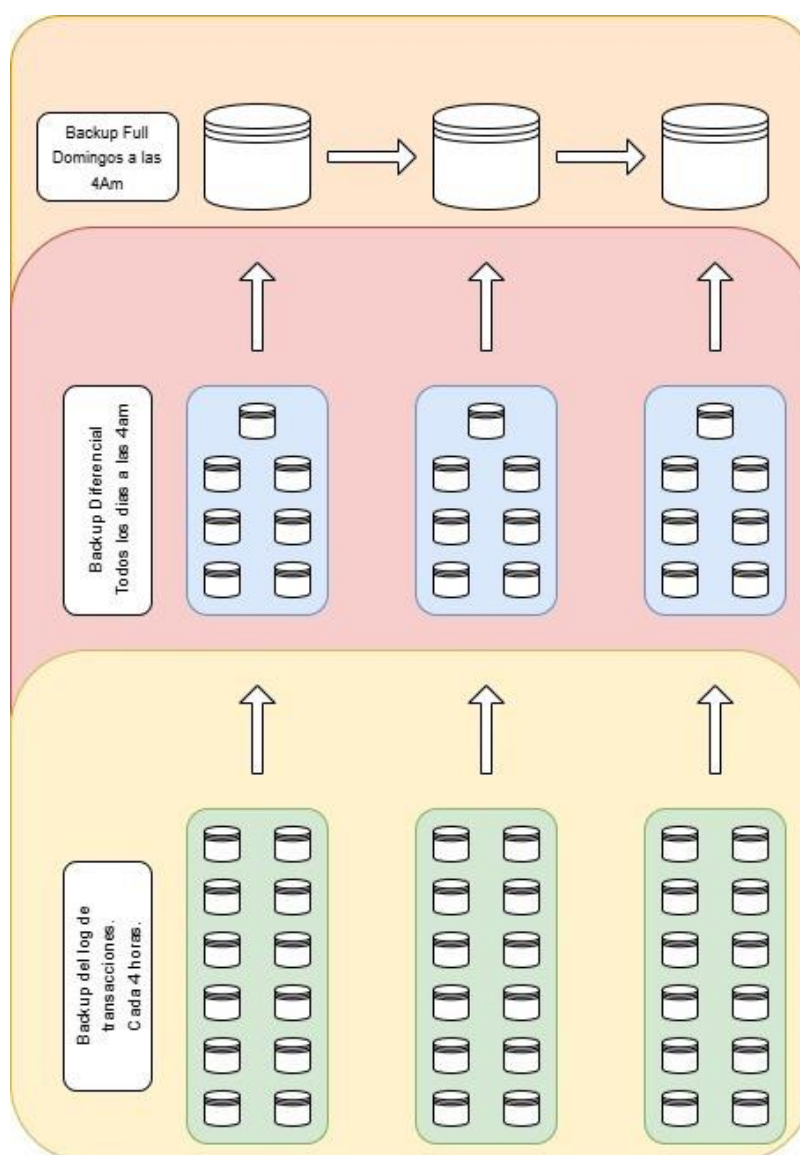 Backup Full
Domingos a las
4Am
Backup Diferencial
Todos los dias a las 4am
Backup del log de
transacciones.
Cada 4 horas.